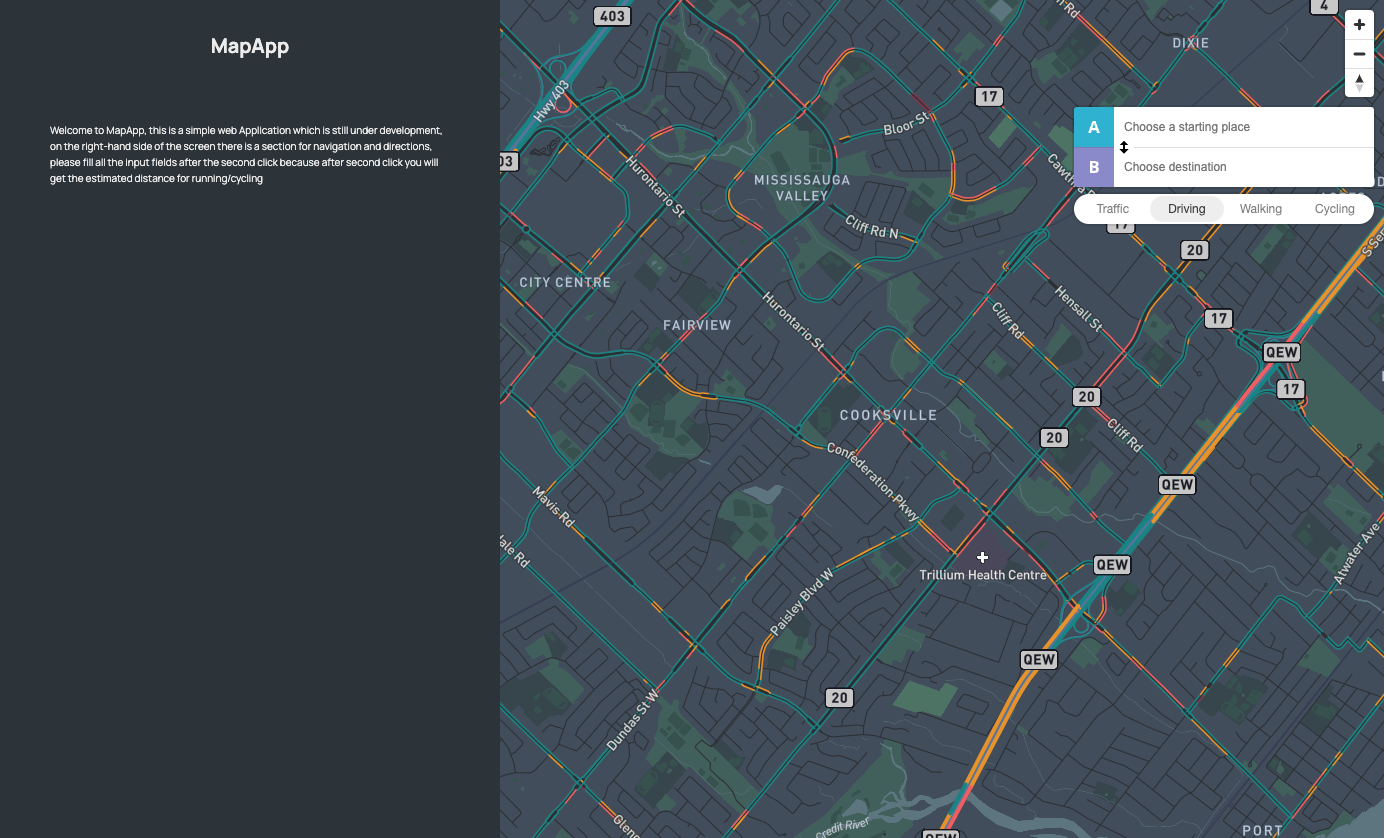 MapApp
Welcome to MapApp, this is a simple web Application which is still under development,
on the right-hand side of the screen there is a section for navigation and directions,
please fill all the input fields after the second click because after second click you will
get the estimated distance for running/cycling
403
4
DIXIE
Hwy 403
17
Bloor St
A
Choose a starting place
B
Choose destination
Traffic
Driving
Walking
Cycling
03
Hurontario St
MISSISSAUGA
VALLEY
Cliff Rd N
17
20
CITY CENTRE
FAIRVIEW
Hurontario St
Hensall St
Cliff Rd
17
QEW
17
20
COOKSVILLE
20
Cliff Rd
Confederation Pkwy
QEW
Mavis Rd
Atwater Ave
QEW
Trillium Health Centre
Paisley Blvd W
QEW
20
Dundas St W
Credit River
PORT
QEW